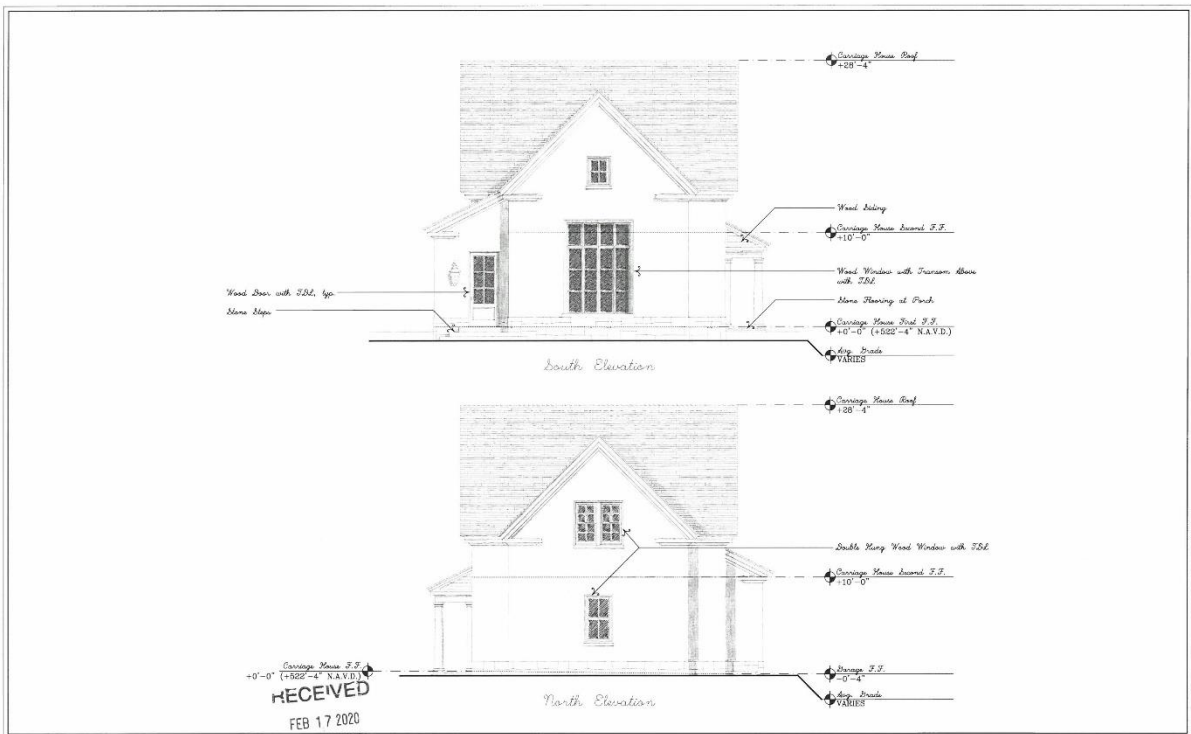 Carriage House Roof
+28'-4"
Wood Siding
Carriage House Second F.F.
+10'-0"
Wood Window with Transom Above
with TDL
Wood Door with TDL, typ.
Stone Steps
Stone Flooring at Porch
Carriage House First F.F.
+0'-0" (+522'-4" N.A.V.D.)
Avg. Grade
VARIES
South Elevation
Carriage House Roof
+28'-4"
Double Hung Wood Window with TDL
Carriage House Second F.F.
+10'-0"
Carriage House F.F.
+0'-0" (+522'-4" N.A.V.D.)
Garage F.F.
-0'-4"
Avg. Grade
VARIES
North Elevation
RECEIVED
FEB 17 2020